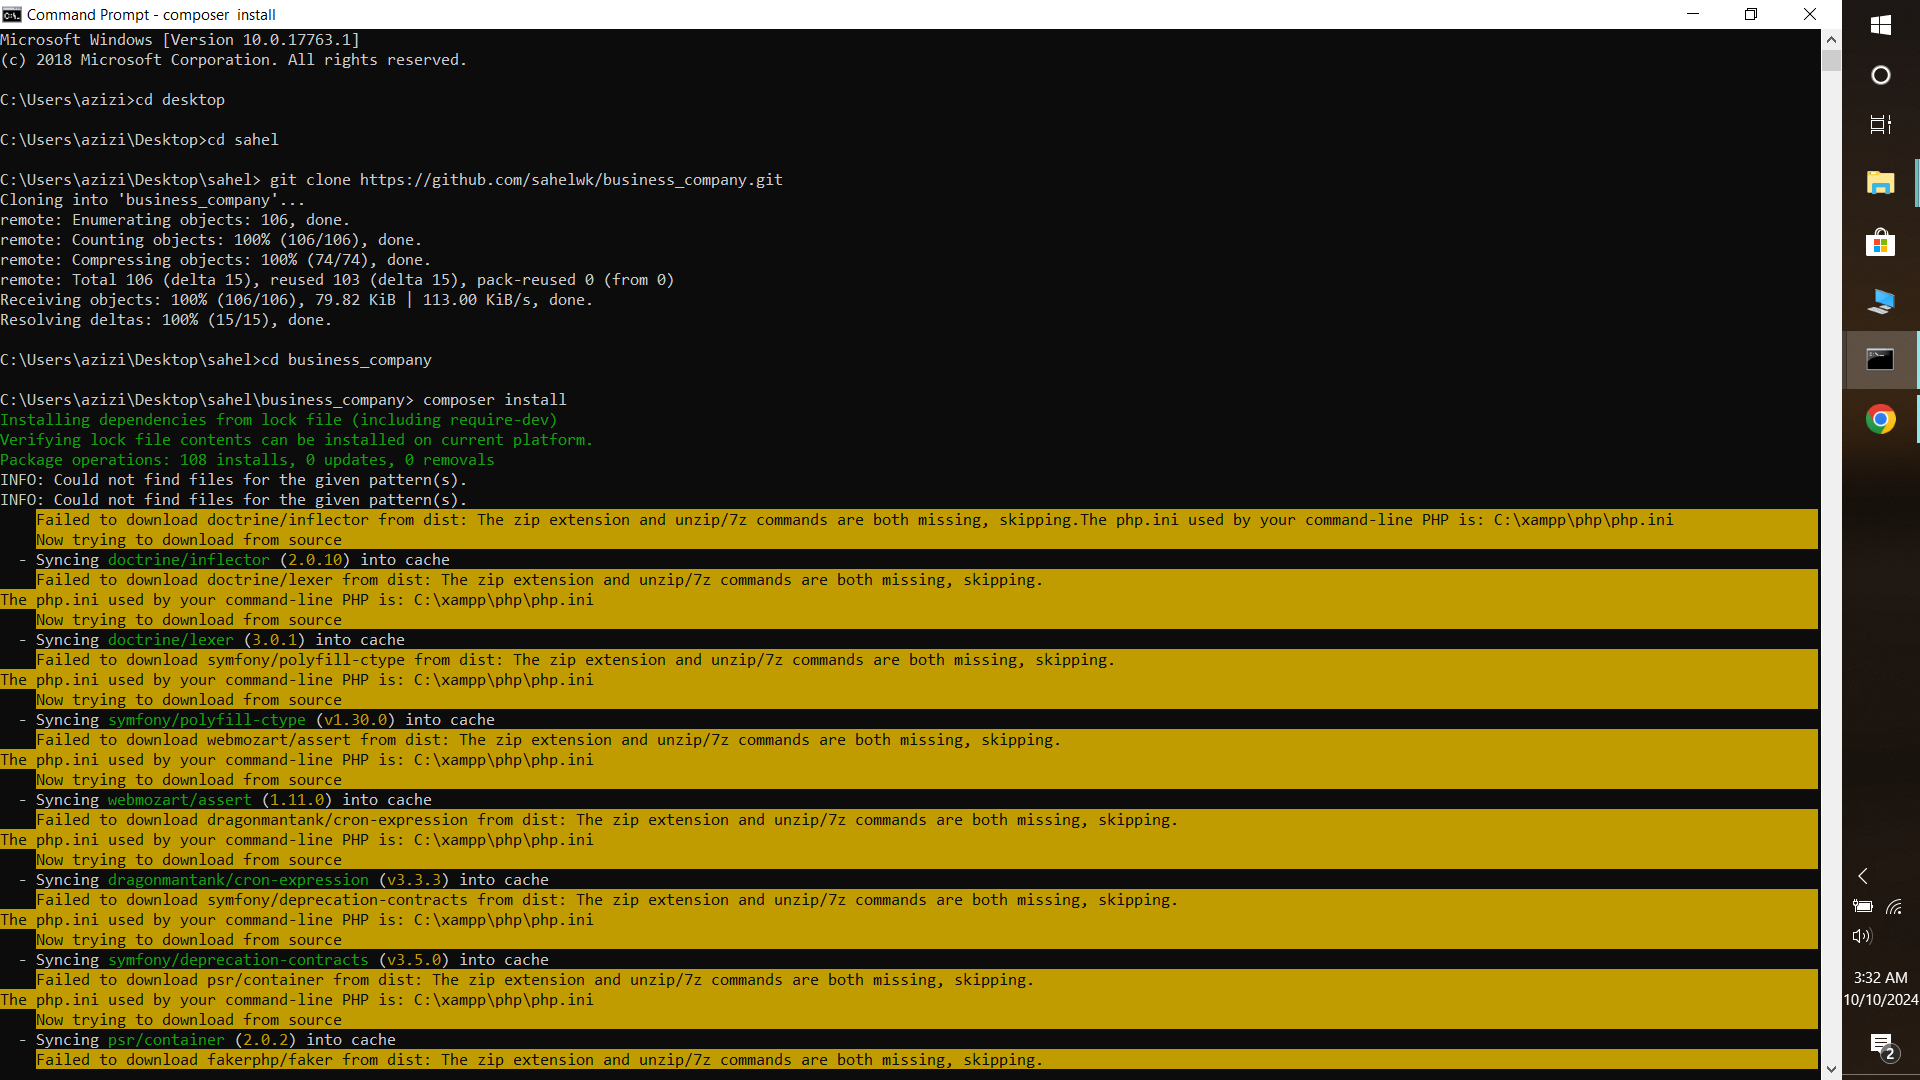 Command Prompt - composer  install
Microsoft Windows [Version 10.0.17763.1]
(c) 2018 Microsoft Corporation. All rights reserved.
C:\Users\azizi>cd desktop
C:\Users\azizi\Desktop>cd sahel
C:\Users\azizi\Desktop\sahel> git clone https://github.com/sahelwk/business_company.git
Cloning into 'business_company'...
remote: Enumerating objects: 106, done.
remote: Counting objects: 100% (106/106), done.
remote: Compressing objects: 100% (74/74), done.
remote: Total 106 (delta 15), reused 103 (delta 15), pack-reused 0 (from 0)
Receiving objects: 100% (106/106), 79.82 KiB | 113.00 KiB/s, done.
Resolving deltas: 100% (15/15), done.
C:\Users\azizi\Desktop\sahel>cd business_company
C:\Users\azizi\Desktop\sahel\business_company> composer install
Installing dependencies from lock file (including require-dev)
Verifying lock file contents can be installed on current platform.
Package operations: 108 installs, 0 updates, 0 removals
INFO: Could not find files for the given pattern(s).
INFO: Could not find files for the given pattern(s).
    Failed to download doctrine/inflector from dist: The zip extension and unzip/7z commands are both missing, skipping.The php.ini used by your command-line PHP is: C:\xampp\php\php.ini
    Now trying to download from source
  - Syncing doctrine/inflector (2.0.10) into cache
    Failed to download doctrine/lexer from dist: The zip extension and unzip/7z commands are both missing, skipping.
The php.ini used by your command-line PHP is: C:\xampp\php\php.ini
    Now trying to download from source
  - Syncing doctrine/lexer (3.0.1) into cache
    Failed to download symfony/polyfill-ctype from dist: The zip extension and unzip/7z commands are both missing, skipping.
The php.ini used by your command-line PHP is: C:\xampp\php\php.ini
    Now trying to download from source
  - Syncing symfony/polyfill-ctype (v1.30.0) into cache
    Failed to download webmozart/assert from dist: The zip extension and unzip/7z commands are both missing, skipping.
The php.ini used by your command-line PHP is: C:\xampp\php\php.ini
    Now trying to download from source
  - Syncing webmozart/assert (1.11.0) into cache
    Failed to download dragonmantank/cron-expression from dist: The zip extension and unzip/7z commands are both missing, skipping.
The php.ini used by your command-line PHP is: C:\xampp\php\php.ini
    Now trying to download from source
  - Syncing dragonmantank/cron-expression (v3.3.3) into cache
    Failed to download symfony/deprecation-contracts from dist: The zip extension and unzip/7z commands are both missing, skipping.
The php.ini used by your command-line PHP is: C:\xampp\php\php.ini
    Now trying to download from source
  - Syncing symfony/deprecation-contracts (v3.5.0) into cache
    Failed to download psr/container from dist: The zip extension and unzip/7z commands are both missing, skipping.
The php.ini used by your command-line PHP is: C:\xampp\php\php.ini
    Now trying to download from source
  - Syncing psr/container (2.0.2) into cache
    Failed to download fakerphp/faker from dist: The zip extension and unzip/7z commands are both missing, skipping.
3:32 AM
10/10/2024
2